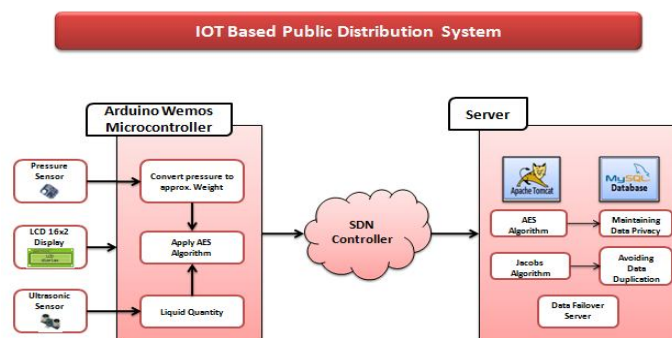 IOT Based Public Distribution System
Arduino Wemos
Microcontroller
Server
Pressure
Sensor
Convert pressure to
approx. Weight
LCD 16x2
Display
Apply AES
Algorithm
Ultrasonic
Sensor
Liquid Quantity
SDN
Controller
Apache Tomcat
MySQL
Database
AES
Algorithm
Maintaining
Data Privacy
Jacobs
Algorithm
Avoiding
Data
Duplication
Data Failover
Server